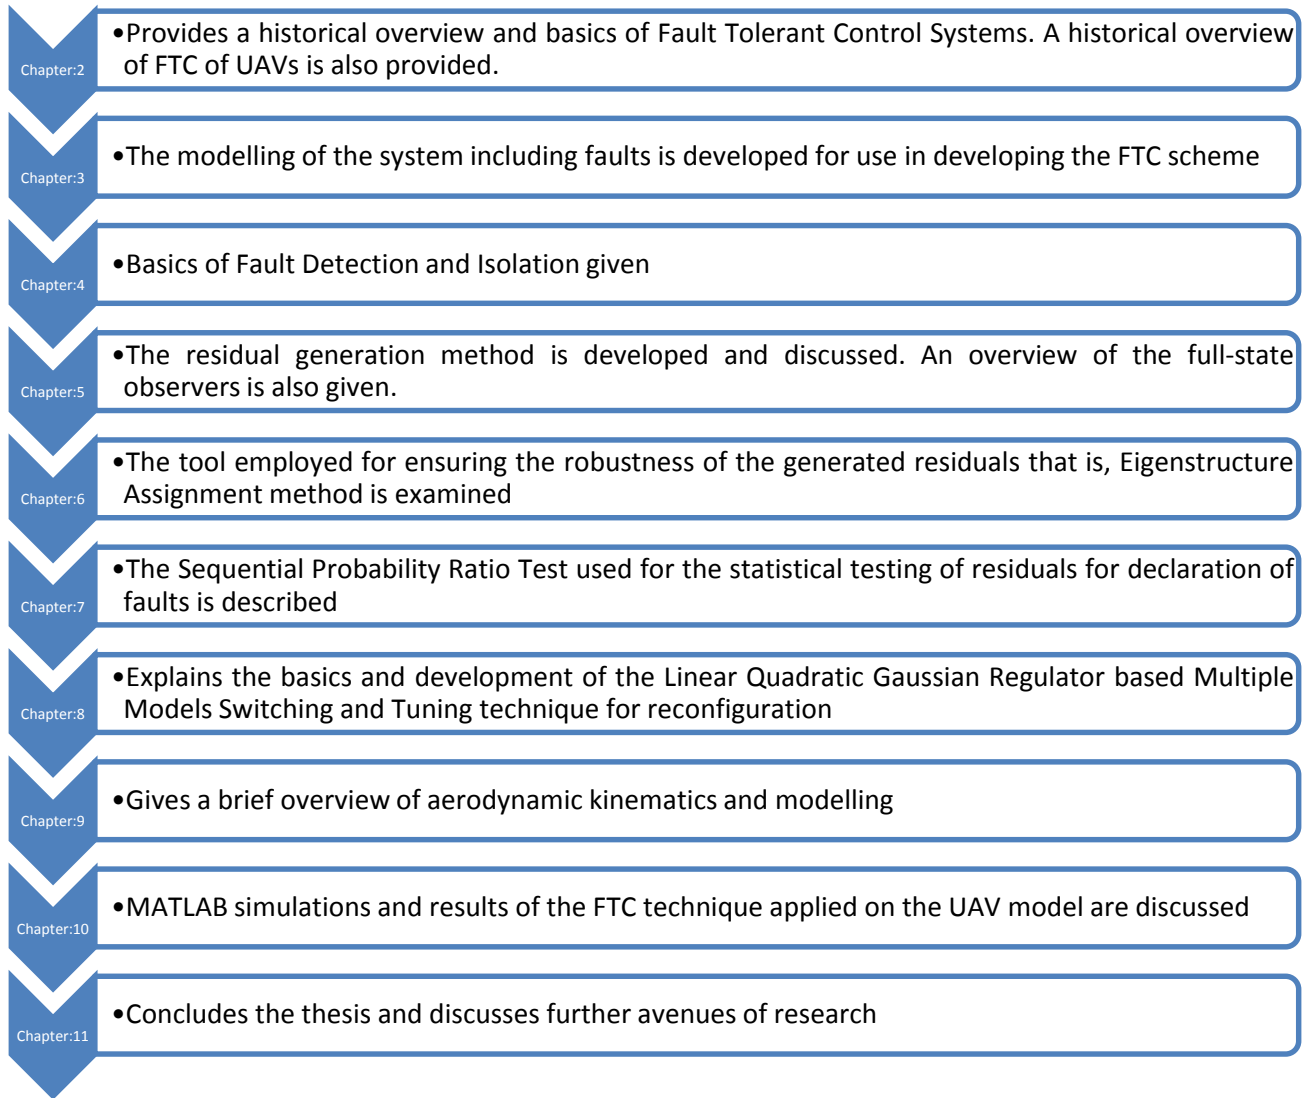 Chapter:2
•Provides a historical overview and basics of Fault Tolerant Control Systems. A historical overview
of FTC of UAVs is also provided.
Chapter:3
•The modelling of the system including faults is developed for use in developing the FTC scheme
Chapter:4
•Basics of Fault Detection and Isolation given
Chapter:5
•The residual generation method is developed and discussed. An overview of the full-state
observers is also given.
Chapter:6
•The tool employed for ensuring the robustness of the generated residuals that is, Eigenstructure
Assignment method is examined
Chapter:7
•The Sequential Probability Ratio Test used for the statistical testing of residuals for declaration of
faults is described
Chapter:8
•Explains the basics and development of the Linear Quadratic Gaussian Regulator based Multiple
Models Switching and Tuning technique for reconfiguration
Chapter:9
•Gives a brief overview of aerodynamic kinematics and modelling
Chapter:10
•MATLAB simulations and results of the FTC technique applied on the UAV model are discussed
Chapter:11
•Concludes the thesis and discusses further avenues of research